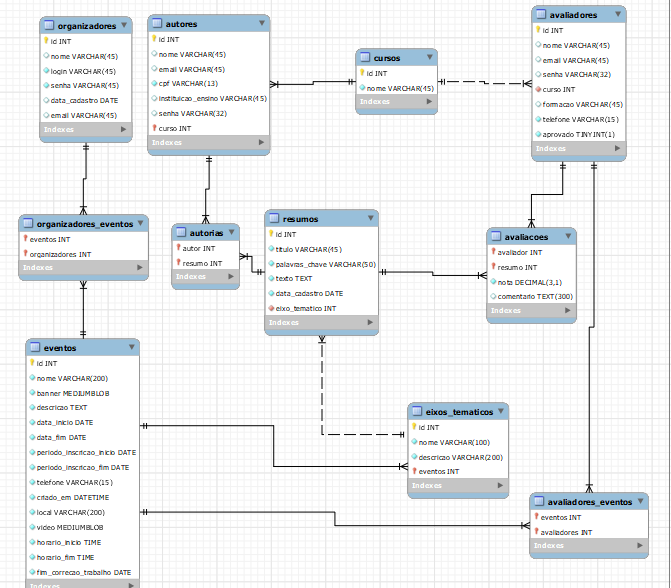 organizadores
id INT
nome VARCHAR(45)
login VARCHAR(45)
senha VARCHAR(45)
data_cadastro DATE
email VARCHAR(45)
Indexes
autores
id INT
nome VARCHAR(45)
email VARCHAR(45)
cpf VARCHAR(13)
instituicao_ensino VARCHAR(45)
senha VARCHAR(32)
curso INT
Indexes
cursos
id INT
nome VARCHAR(45)
Indexes
avaliadores
id INT
nome VARCHAR(45)
email VARCHAR(45)
senha VARCHAR(32)
curso INT
formacao VARCHAR(45)
telefone VARCHAR(15)
aprovado TINYINT(1)
Indexes
organizadores_eventos
eventos INT
organizadores INT
Indexes
autorias
autor INT
resumo INT
Indexes
resumos
id INT
titulo VARCHAR(45)
palavras_chave VARCHAR(50)
texto TEXT
data_cadastro DATE
eixo_tematico INT
Indexes
avaliacoes
avaliador INT
resumo INT
nota DECIMAL(3,1)
comentario TEXT(300)
Indexes
eventos
id INT
nome VARCHAR(200)
banner MEDIUMBLOB
descricao TEXT
data_inicio DATE
data_fim DATE
periodo_inscricao_inicio DATE
periodo_inscricao_fim DATE
telefone VARCHAR(15)
criado_em DATETIME
local VARCHAR(200)
video MEDIUMBLOB
horario_inicio TIME
horario_fim TIME
fim_correcao_trabalho DATE
Indexes
eixos_tematicos
id INT
nome VARCHAR(100)
descricao VARCHAR(200)
eventos INT
Indexes
avaliadores_eventos
eventos INT
avaliadores INT
Indexes